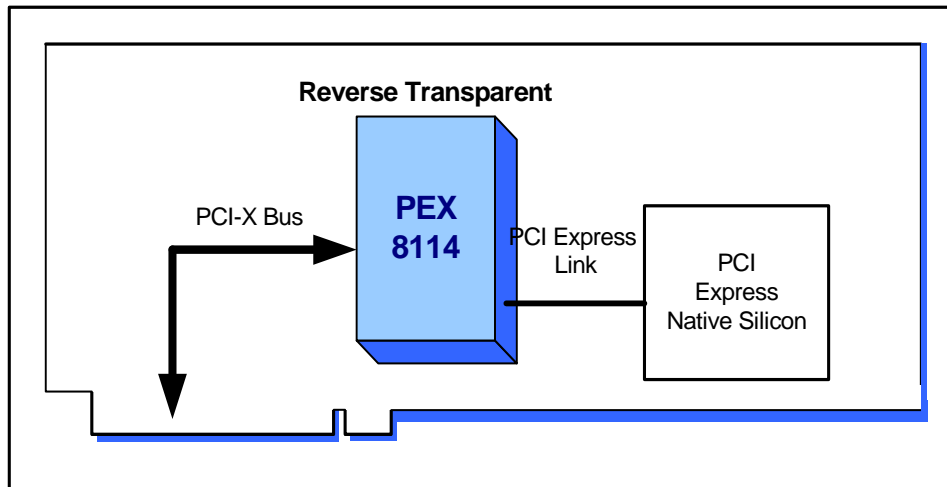 Reverse Transparent
PEX
8114
PCI-X Bus
PCI Express
Link
PCI
Express
Native Silicon